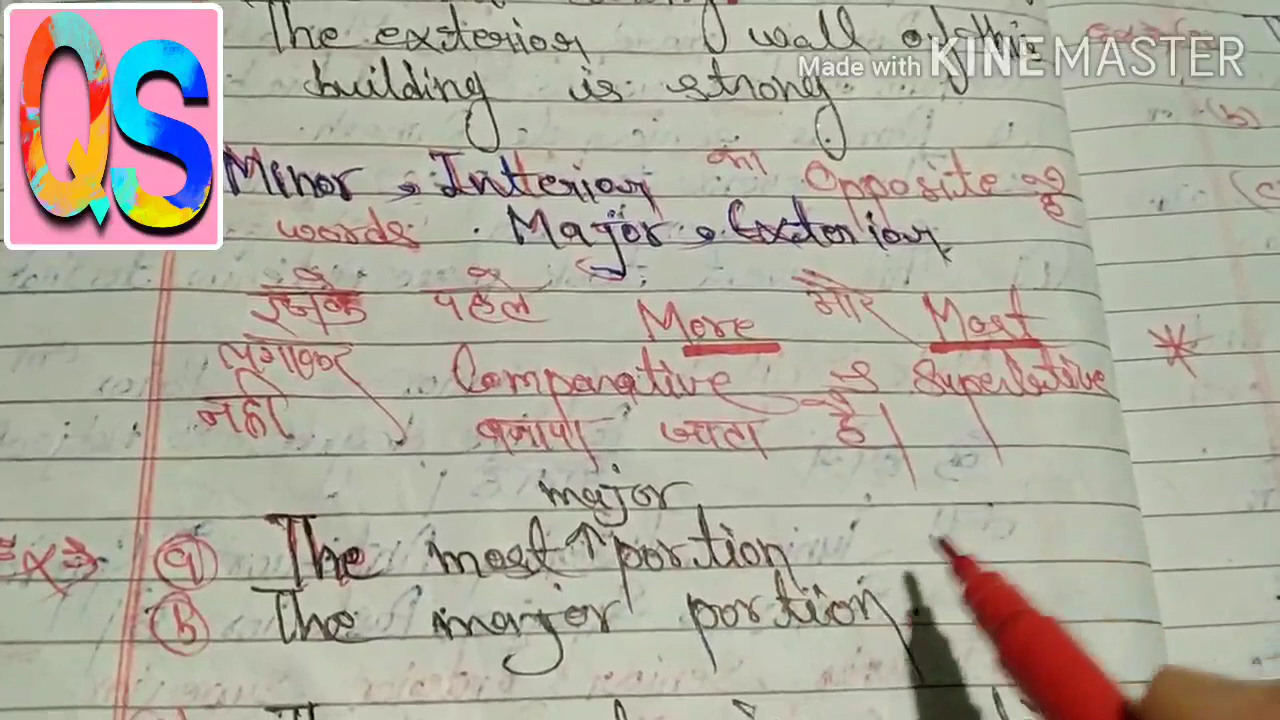 QS
The exterior wall of this
Made with KINEMASTER
building is strong.
Minor, Interior का Opposite
words Major, Exterior है
इनके पहले More और Most
लगाकर Comparative, Superlative
नहीं बनाया जाता है।
major
Ex⇒ (a) The most ↑ portion
(b) The major portion